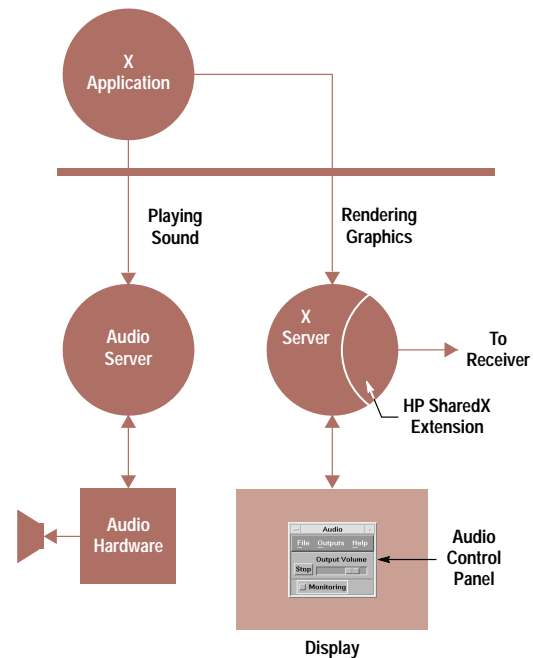 X
Application
Playing
Sound
Rendering
Graphics
Audio
Server
X
Server
To
Receiver
HP SharedX
Extension
Audio
Hardware
Audio
File Outputs Help
Output Volume
Stop
Monitoring
Audio
Control
Panel
Display